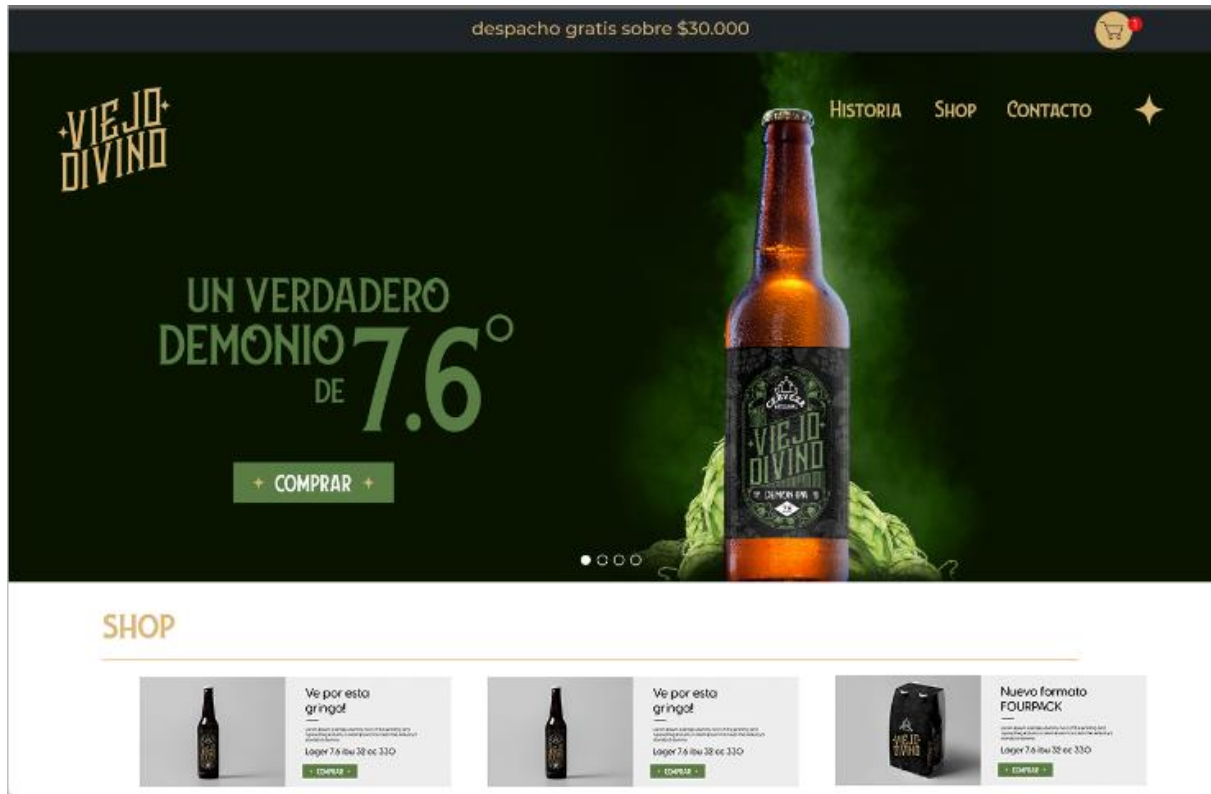 despacho gratis sobre $30.000
1
VIEJO
DIVINO
HISTORIA SHOP CONTACTO
UN VERDADERO
DEMONIO
DE 7.6°
COMPRAR
CERVEZA
VIEJO
DIVINO
DEMON IPA
7.6
SHOP
Ve por esta
gringa!
Lager 7.6 ibu 32 cc 330
COMPRAR
Ve por esta
gringa!
Lager 7.6 ibu 32 cc 330
COMPRAR
VIEJO
DIVINO
Nuevo formato
FOURPACK
Lager 7.6 ibu 32 cc 330
COMPRAR